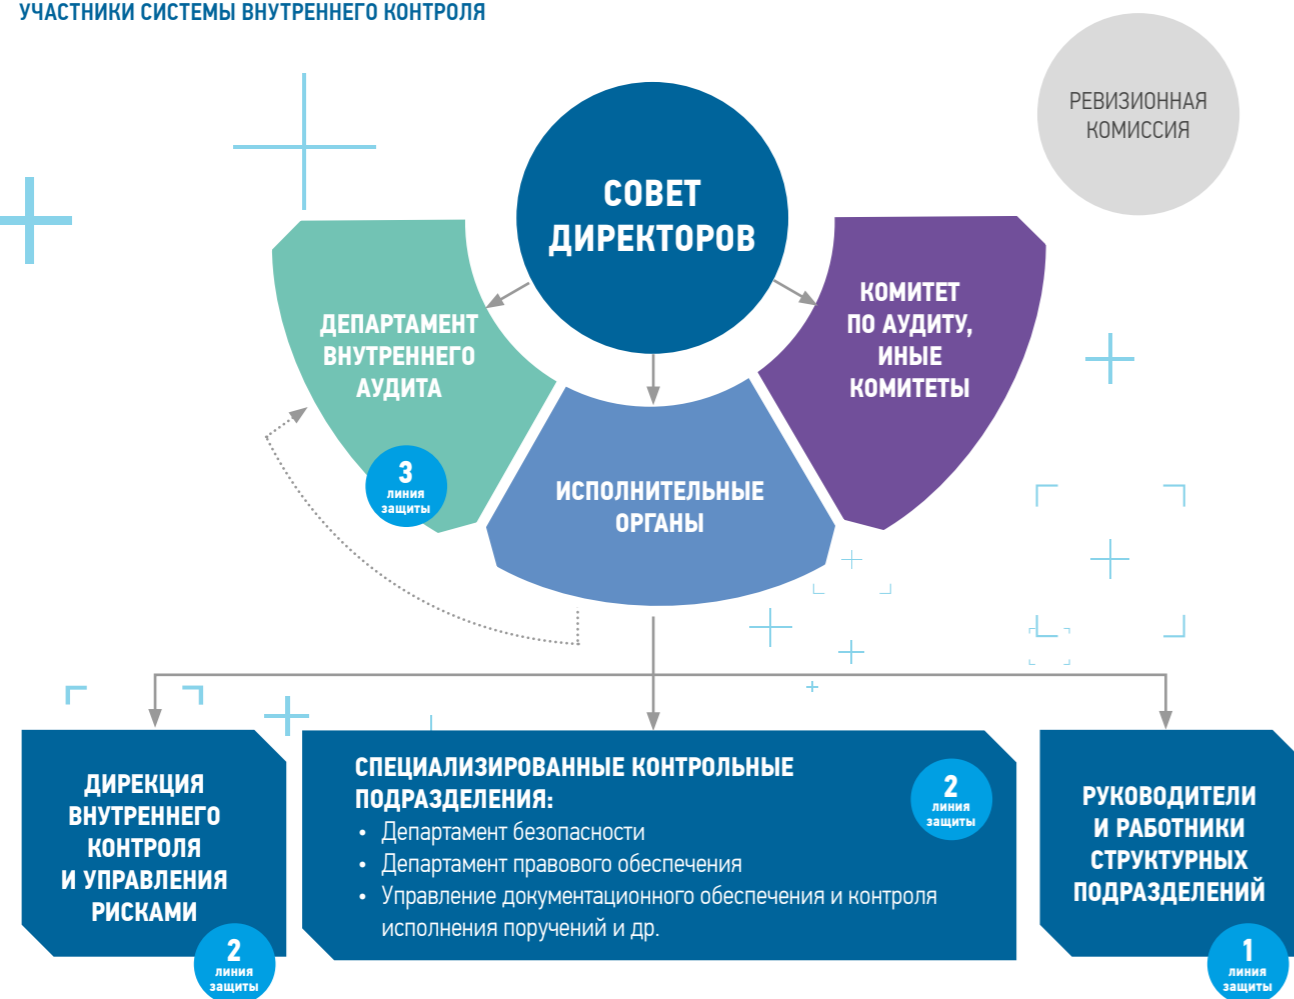 УЧАСТНИКИ СИСТЕМЫ ВНУТРЕННЕГО КОНТРОЛЯ
РЕВИЗИОННАЯ
КОМИССИЯ
СОВЕТ
ДИРЕКТОРОВ
ДЕПАРТАМЕНТ
ВНУТРЕННЕГО
АУДИТА
3
линия
защиты
ИСПОЛНИТЕЛЬНЫЕ
ОРГАНЫ
КОМИТЕТ
ПО АУДИТУ,
ИНЫЕ
КОМИТЕТЫ
ДИРЕКЦИЯ
ВНУТРЕННЕГО
КОНТРОЛЯ
И УПРАВЛЕНИЯ
РИСКАМИ
2
линия
защиты
СПЕЦИАЛИЗИРОВАННЫЕ КОНТРОЛЬНЫЕ
ПОДРАЗДЕЛЕНИЯ:
• Департамент безопасности
• Департамент правового обеспечения
• Управление документационного обеспечения и контроля
исполнения поручений и др.
2
линия
защиты
РУКОВОДИТЕЛИ
И РАБОТНИКИ
СТРУКТУРНЫХ
ПОДРАЗДЕЛЕНИЙ
1
линия
защиты